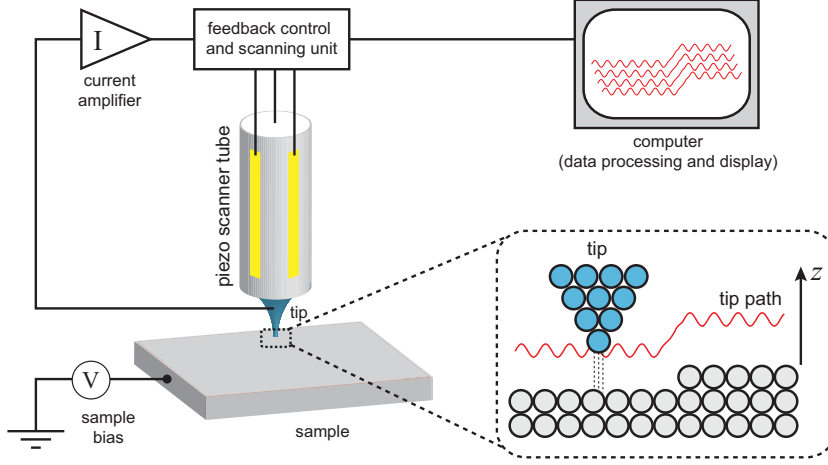 I
current
amplifier
feedback control
and scanning unit
computer
(data processing and display)
piezo scanner tube
tip
V
sample
bias
sample
tip
tip path
z